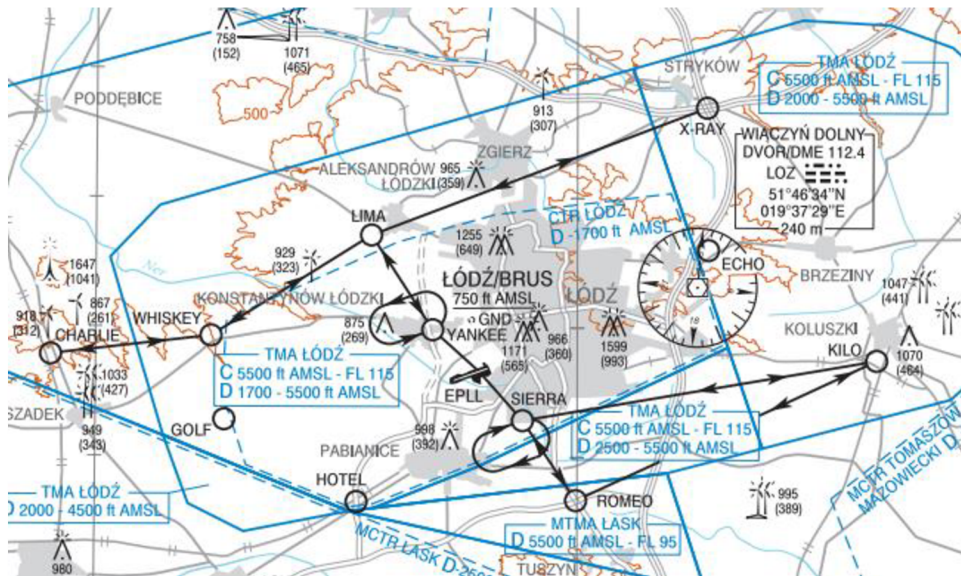 758
(152)
1071
(465)
PODDĘBICE
500
913
(307)
STRYKÓW
X-RAY
TMA ŁÓDŹ
C 5500 ft AMSL - FL 115
D 2000 - 5500 ft AMSL
WIĄCZYŃ DOLNY
DVOR/DME 112.4
LOZ
51°46'34"N
019°37'29"E
240 m
ZGIERZ
ALEKSANDRÓW
ŁÓDZKI
965
(359)
LIMA
CTR ŁÓDŹ
D -1700 ft AMSL
1255
(649)
929
(323)
Ner
1647
(1041)
867
(261)
918
(312)
CHARLIE
WHISKEY
KONSTANTYNÓW ŁÓDZKI
ŁÓDŹ/BRUS
750 ft AMSL
GND
ŁÓDŹ
ECHO
BRZEZINY
18
1047
(441)
875
(269)
YANKEE
1171
(565)
966
(360)
1599
(993)
KOLUSZKI
KILO
1070
(464)
1033
(427)
SZADEK
949
(343)
TMA ŁÓDŹ
C 5500 ft AMSL - FL 115
D 1700 - 5500 ft AMSL
EPLL
SIERRA
GOLF
998
(392)
PABIANICE
TMA ŁÓDŹ
C 5500 ft AMSL - FL 115
D 2500 - 5500 ft AMSL
HOTEL
ROMEO
TMA ŁÓDŹ
D 2000 - 4500 ft AMSL
MCTR ŁASK D-250
MTMA ŁASK
D 5500 ft AMSL - FL 95
995
(389)
MCTR TOMASZÓW
MAZOWIECKI D
980
TUSZYN